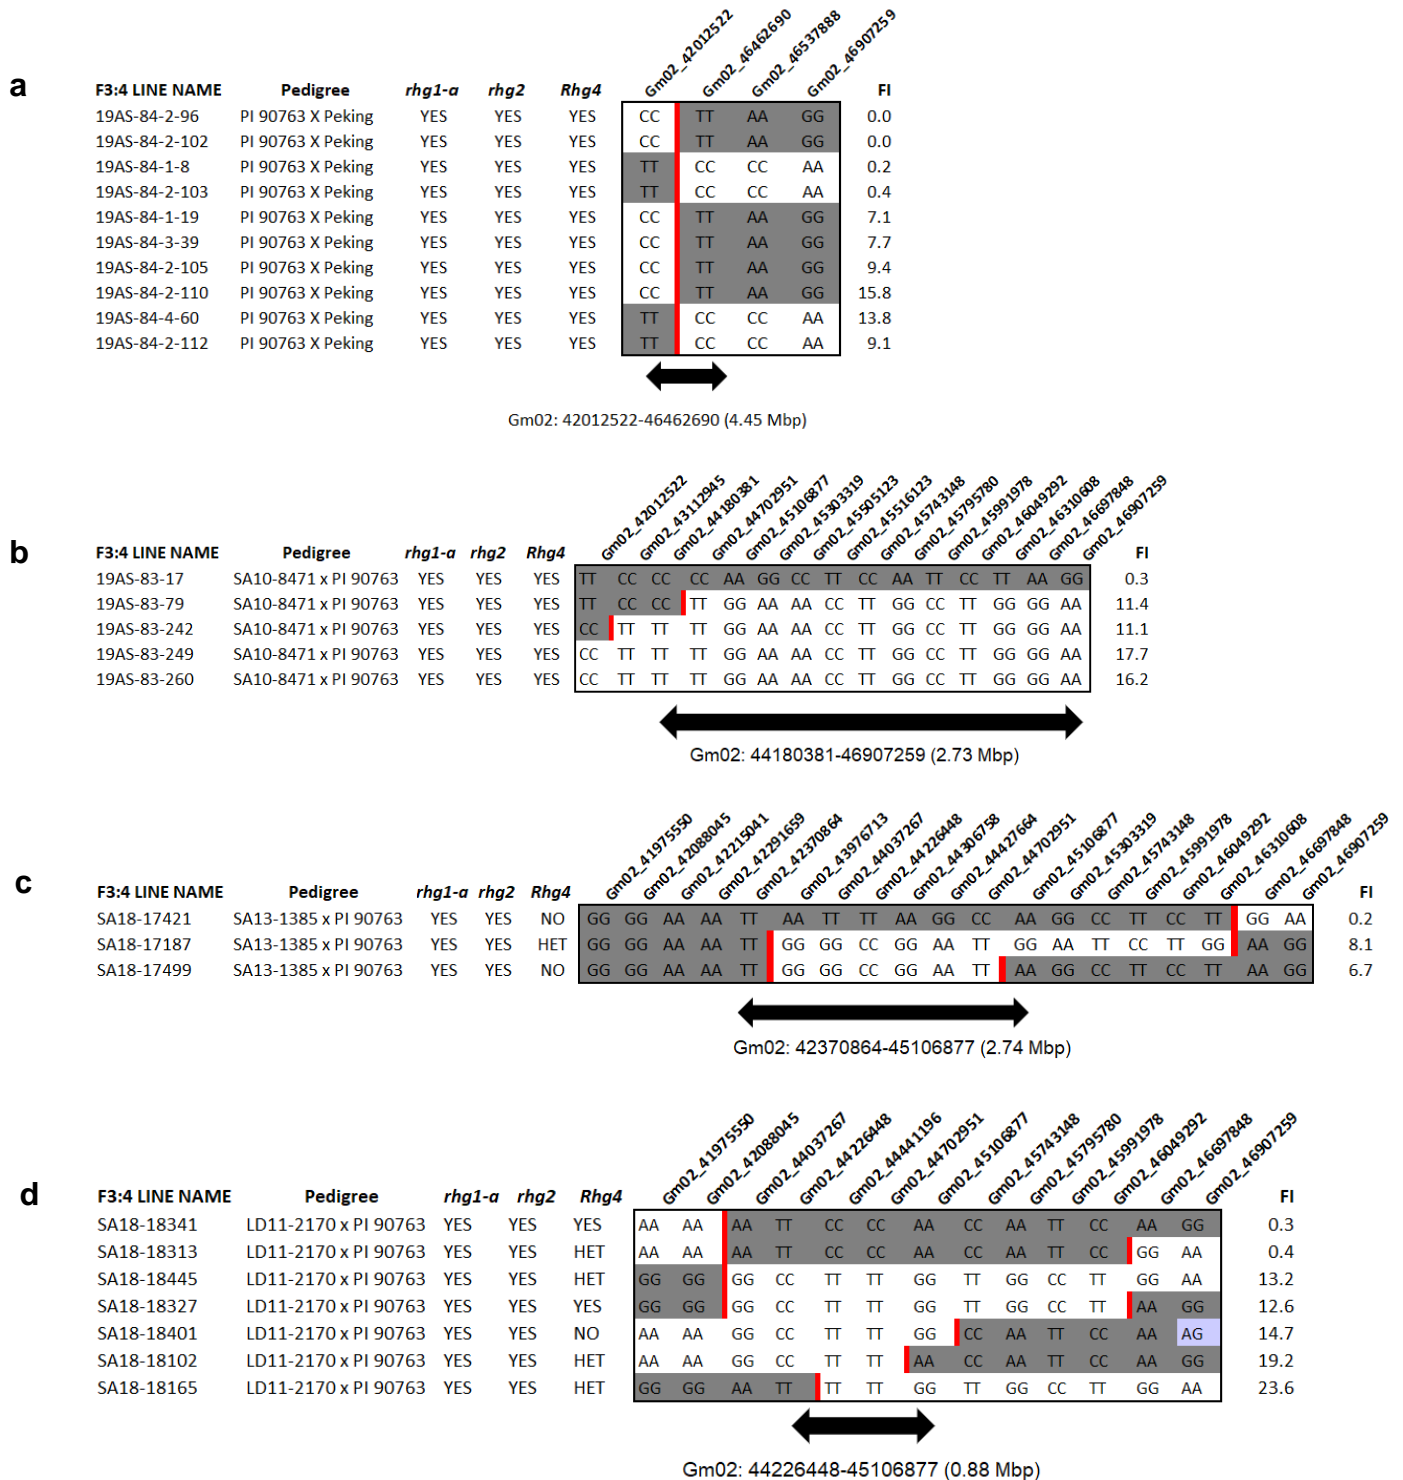 a
Gm02_42012522 Gm02_46462690 Gm02_46537888 Gm02_46907259
F3:4 LINE NAME Pedigree rhg1-a rhg2 Rhg4 FI
19AS-84-2-96 PI 90763 X Peking YES YES YES CC TT AA GG 0.0
19AS-84-2-102 PI 90763 X Peking YES YES YES CC TT AA GG 0.0
19AS-84-1-8 PI 90763 X Peking YES YES YES TT CC CC AA 0.2
19AS-84-2-103 PI 90763 X Peking YES YES YES TT CC CC AA 0.4
19AS-84-1-19 PI 90763 X Peking YES YES YES CC TT AA GG 7.1
19AS-84-3-39 PI 90763 X Peking YES YES YES CC TT AA GG 7.7
19AS-84-2-105 PI 90763 X Peking YES YES YES CC TT AA GG 9.4
19AS-84-2-110 PI 90763 X Peking YES YES YES CC TT AA GG 15.8
19AS-84-4-60 PI 90763 X Peking YES YES YES TT CC CC AA 13.8
19AS-84-2-112 PI 90763 X Peking YES YES YES TT CC CC AA 9.1
Gm02: 42012522-46462690 (4.45 Mbp)
b
Gm02_42012522 Gm02_43112945 Gm02_44180381 Gm02_44702951 Gm02_45106877 Gm02_45303319 Gm02_45505123 Gm02_45516123 Gm02_45743148 Gm02_45795780 Gm02_45991978 Gm02_46049292 Gm02_46310608 Gm02_46697848 Gm02_46907259
F3:4 LINE NAME Pedigree rhg1-a rhg2 Rhg4 FI
19AS-83-17 SA10-8471 x PI 90763 YES YES YES TT CC CC CC AA GG CC TT CC AA TT CC TT AA GG 0.3
19AS-83-79 SA10-8471 x PI 90763 YES YES YES TT CC CC TT GG AA AA CC TT GG CC TT GG GG AA 11.4
19AS-83-242 SA10-8471 x PI 90763 YES YES YES CC TT TT TT GG AA AA CC TT GG CC TT GG GG AA 11.1
19AS-83-249 SA10-8471 x PI 90763 YES YES YES CC TT TT TT GG AA AA CC TT GG CC TT GG GG AA 17.7
19AS-83-260 SA10-8471 x PI 90763 YES YES YES CC TT TT TT GG AA AA CC TT GG CC TT GG GG AA 16.2
Gm02: 44180381-46907259 (2.73 Mbp)
c
Gm02_41975550 Gm02_42088045 Gm02_42215041 Gm02_42291659 Gm02_42370864 Gm02_43976713 Gm02_44037267 Gm02_44226448 Gm02_44306758 Gm02_44427664 Gm02_44702951 Gm02_45106877 Gm02_45303319 Gm02_45743148 Gm02_45991978 Gm02_46049292 Gm02_46310608 Gm02_46697848 Gm02_46907259
F3:4 LINE NAME Pedigree rhg1-a rhg2 Rhg4 FI
SA18-17421 SA13-1385 x PI 90763 YES YES NO GG GG AA AA TT AA TT TT AA GG CC AA GG CC TT CC TT GG AA 0.2
SA18-17187 SA13-1385 x PI 90763 YES YES HET GG GG AA AA TT GG GG CC GG AA TT GG AA TT CC TT GG AA GG 8.1
SA18-17499 SA13-1385 x PI 90763 YES YES NO GG GG AA AA TT GG GG CC GG AA TT AA GG CC TT CC TT AA GG 6.7
Gm02: 42370864-45106877 (2.74 Mbp)
d
Gm02_41975550 Gm02_42088045 Gm02_44037267 Gm02_44226448 Gm02_44441196 Gm02_44702951 Gm02_45106877 Gm02_45743148 Gm02_45795780 Gm02_45991978 Gm02_46049292 Gm02_46697848 Gm02_46907259
F3:4 LINE NAME Pedigree rhg1-a rhg2 Rhg4 FI
SA18-18341 LD11-2170 x PI 90763 YES YES YES AA AA AA TT CC CC AA CC AA TT CC AA GG 0.3
SA18-18313 LD11-2170 x PI 90763 YES YES HET AA AA AA TT CC CC AA CC AA TT CC GG AA 0.4
SA18-18445 LD11-2170 x PI 90763 YES YES HET GG GG GG CC TT TT GG TT GG CC TT GG AA 13.2
SA18-18327 LD11-2170 x PI 90763 YES YES YES GG GG GG CC TT TT GG TT GG CC TT AA GG 12.6
SA18-18401 LD11-2170 x PI 90763 YES YES NO AA AA GG CC TT TT GG CC AA TT CC AA AG 14.7
SA18-18102 LD11-2170 x PI 90763 YES YES HET AA AA GG CC TT TT AA CC AA TT CC AA GG 19.2
SA18-18165 LD11-2170 x PI 90763 YES YES HET GG GG AA TT TT TT GG TT GG CC TT GG AA 23.6
Gm02: 44226448-45106877 (0.88 Mbp)